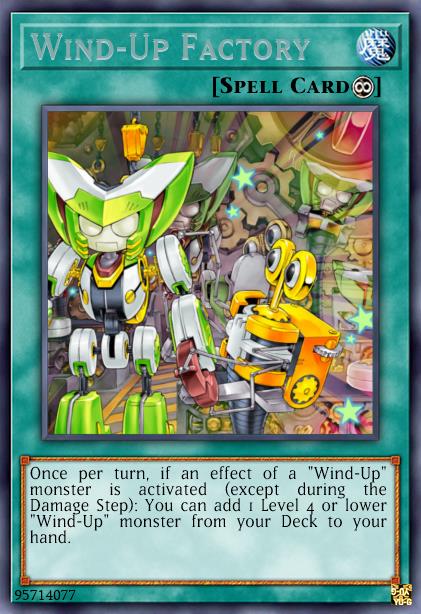 Wind-Up Factory
[Spell Card]
Once per turn, if an effect of a "Wind-Up"
monster is activated (except during the
Damage Step): You can add 1 Level 4 or lower
"Wind-Up" monster from your Deck to your
hand.
95714077